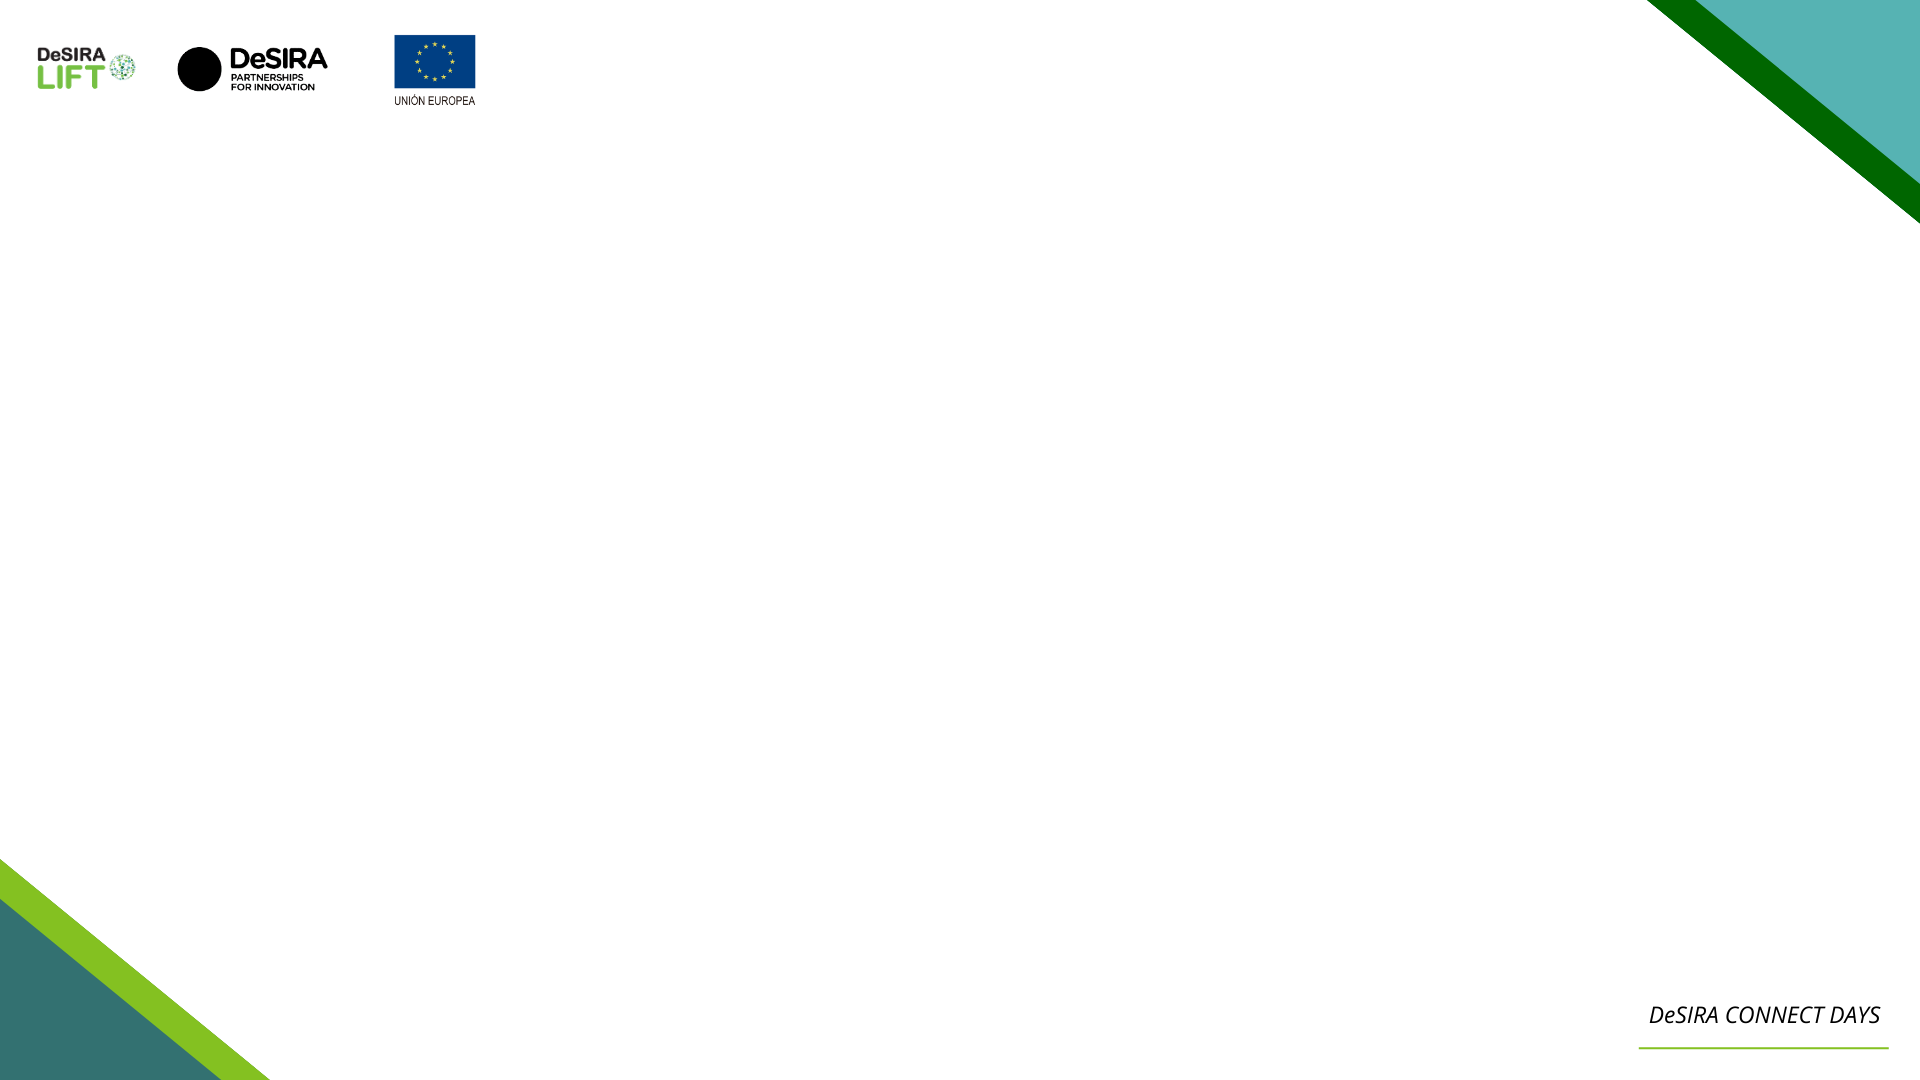 DeSIRA
LIFT
DeSIRA
PARTNERSHIPS
FOR INNOVATION
UNIÓN EUROPEA
DeSIRA CONNECT DAYS